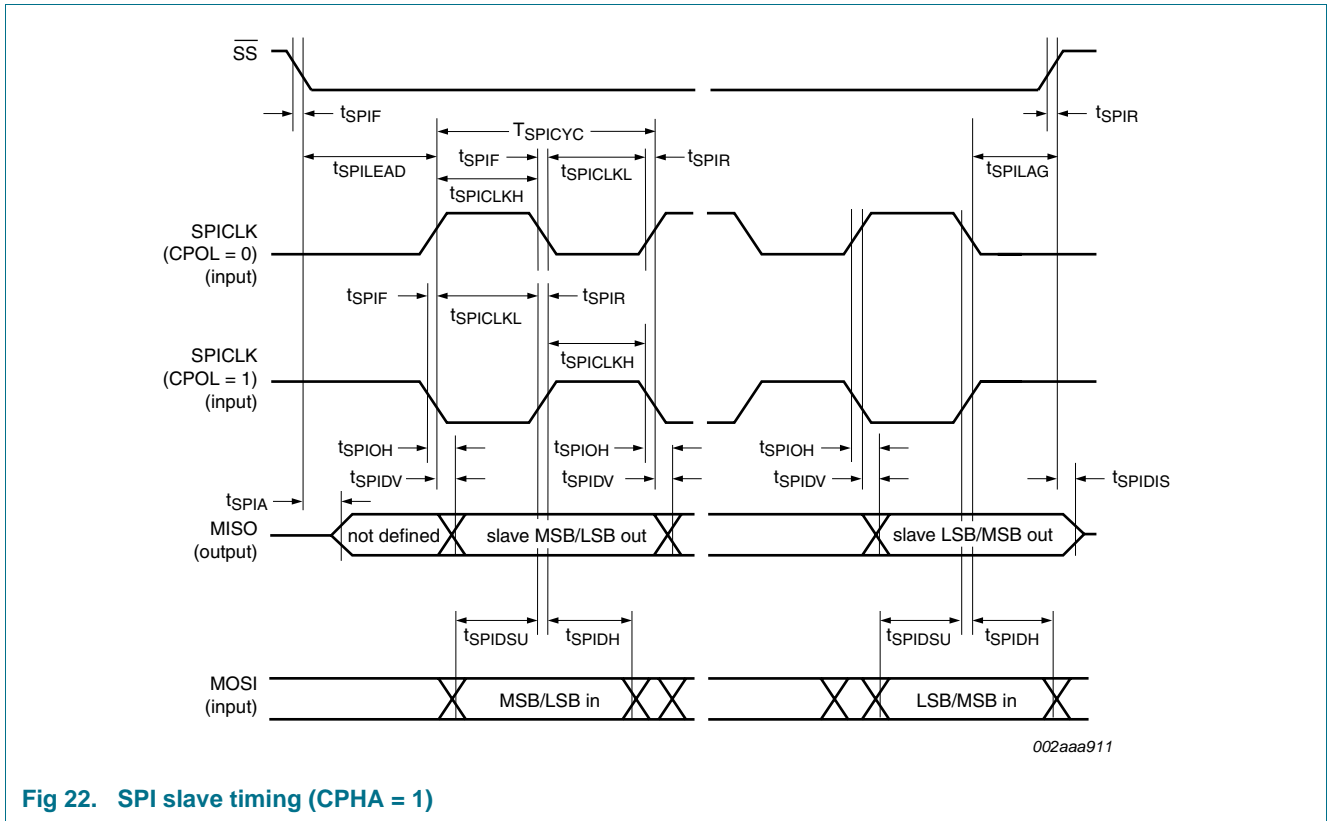 SS
tSPIF
tSPIR
TSPICYC
tSPIF
tSPIR
tSPILEAD
tSPICLKL
tSPILAG
tSPICLKH
SPICLK
(CPOL = 0)
(input)
tSPIF
tSPIR
tSPICLKL
tSPICLKH
SPICLK
(CPOL = 1)
(input)
tSPIOH
tSPIOH
tSPIOH
tSPIDV
tSPIDV
tSPIDV
tSPIDIS
tSPIA
MISO
(output)
not defined
slave MSB/LSB out
slave LSB/MSB out
tSPIDSU
tSPIDH
tSPIDSU
tSPIDH
MOSI
(input)
MSB/LSB in
LSB/MSB in
002aaa911
Fig 22. SPI slave timing (CPHA = 1)